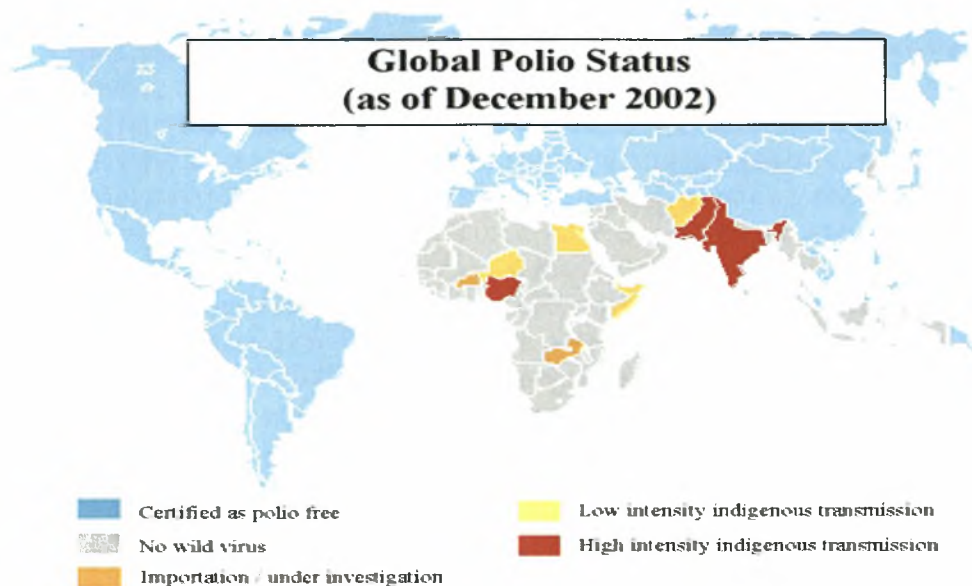 Global Polio Status
(as of December 2002)
Certified as polio free
No wild virus
Importation / under investigation
Low intensity indigenous transmission
High intensity indigenous transmission